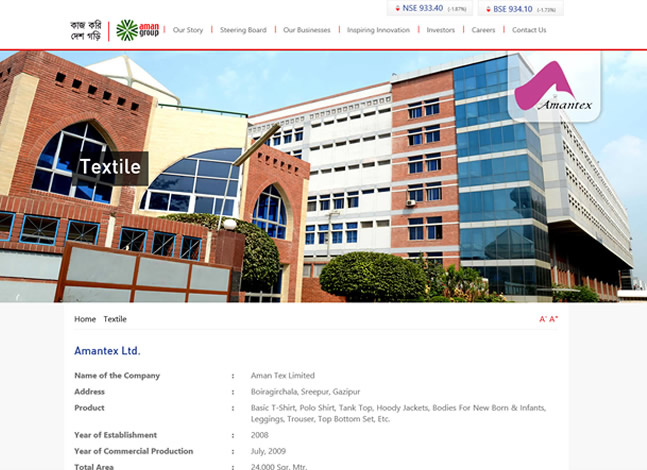 NSE 933.40 (-1.87%) BSE 934.10 (-1.73%)
কাজ করি
দেশ গড়ি
aman
group
Our Story Steering Board Our Businesses Inspiring Innovation Investors Careers Contact Us
Amantex
Textile
Home Textile A- A+
Amantex Ltd.
Name of the Company : Aman Tex Limited
Address : Boiragirchala, Sreepur, Gazipur
Product : Basic T-Shirt, Polo Shirt, Tank Top, Hoody Jackets, Bodies For New Born & Infants,
Leggings, Trouser, Top Bottom Set, Etc.
Year of Establishment : 2008
Year of Commercial Production : July, 2009
Total Area : 24,000 Sqr. Mtr.